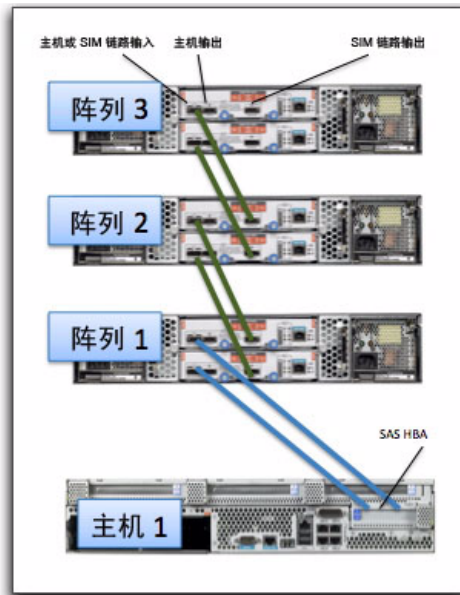 主机或 SIM 链路输入
主机输出
SIM 链路输出
阵列 3
阵列 2
阵列 1
SAS HBA
主机 1